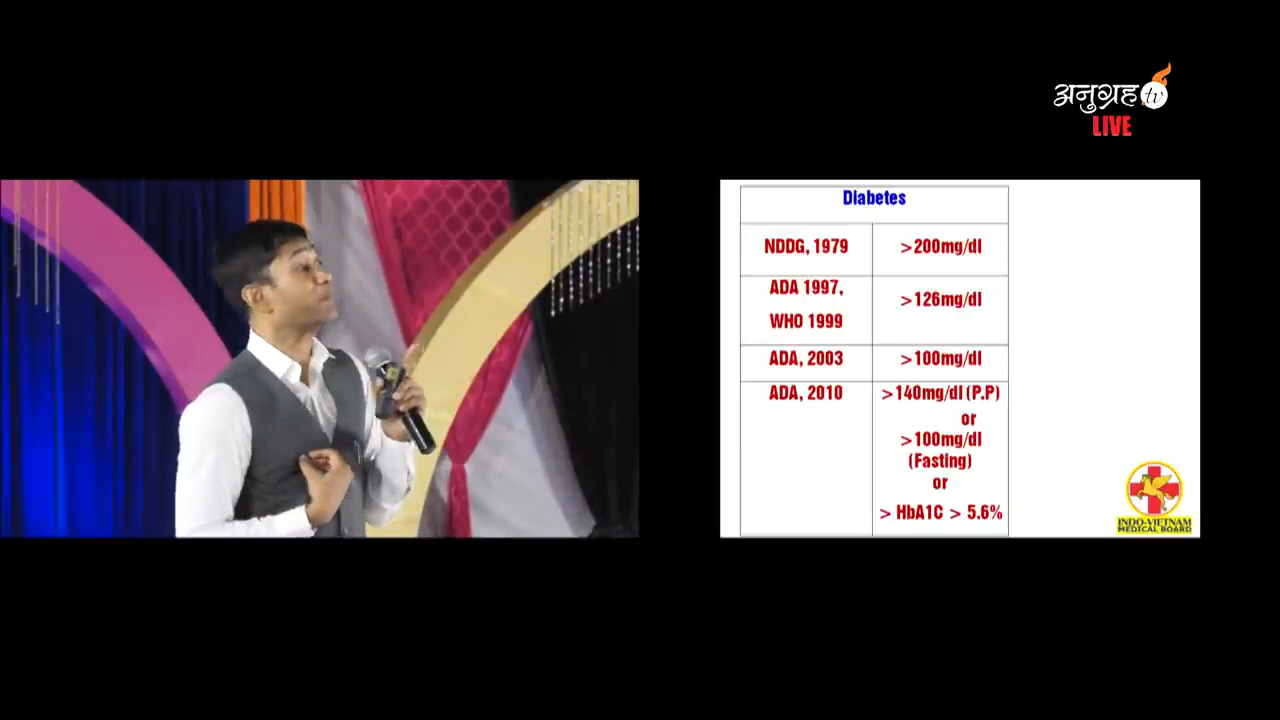 अनुग्रह tv
LIVE
Diabetes
NDDG, 1979 >200mg/dl
ADA 1997,
WHO 1999 >126mg/dl
ADA, 2003 >100mg/dl
ADA, 2010 >140mg/dl (P.P)
or
>100mg/dl
(Fasting)
or
> HbA1C > 5.6%
INDO-VIETNAM
MEDICAL BOARD